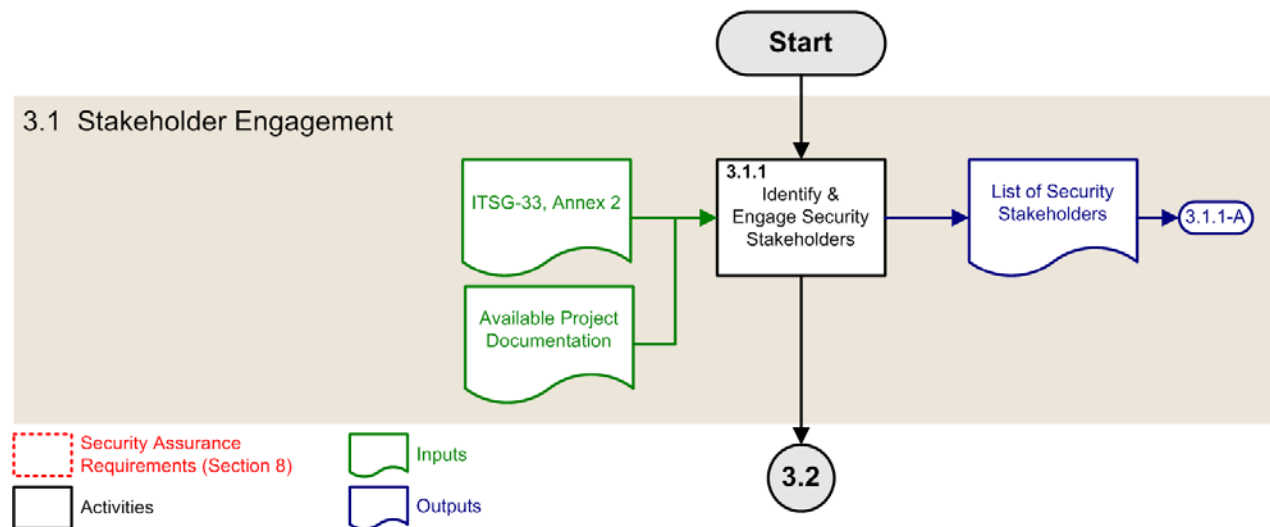 Start
3.1 Stakeholder Engagement
3.1.1
Identify &
Engage Security
Stakeholders
ITSG-33, Annex 2
List of Security
Stakeholders
3.1.1-A
Available Project
Documentation
Security Assurance
Requirements (Section 8)
Inputs
Activities
Outputs
3.2